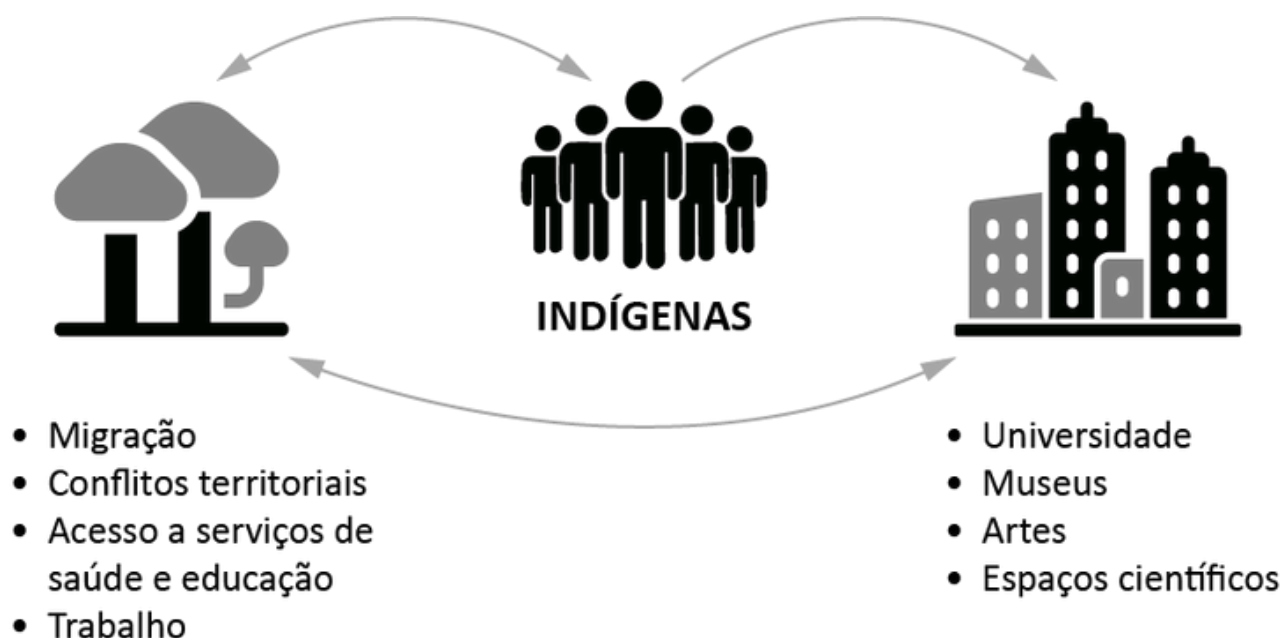 INDÍGENAS
• Migração
• Conflitos territoriais
• Acesso a serviços de
saúde e educação
• Trabalho
• Universidade
• Museus
• Artes
• Espaços científicos